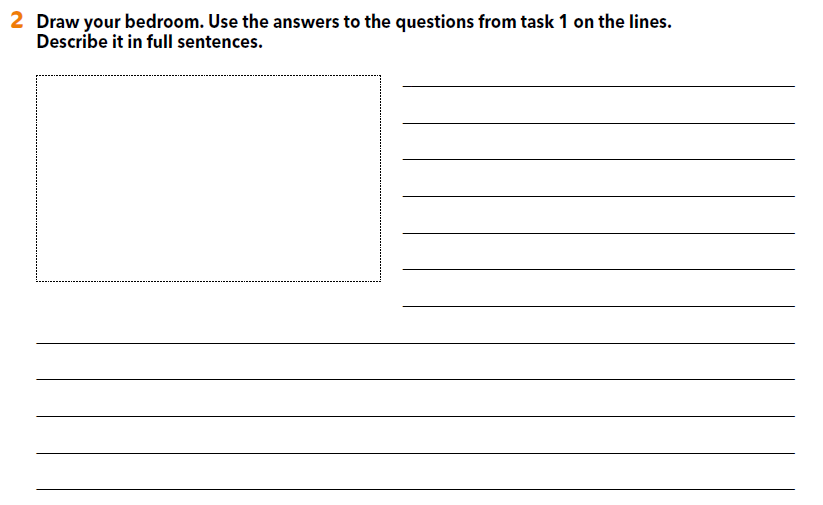 2 Draw your bedroom. Use the answers to the questions from task 1 on the lines.
Describe it in full sentences.